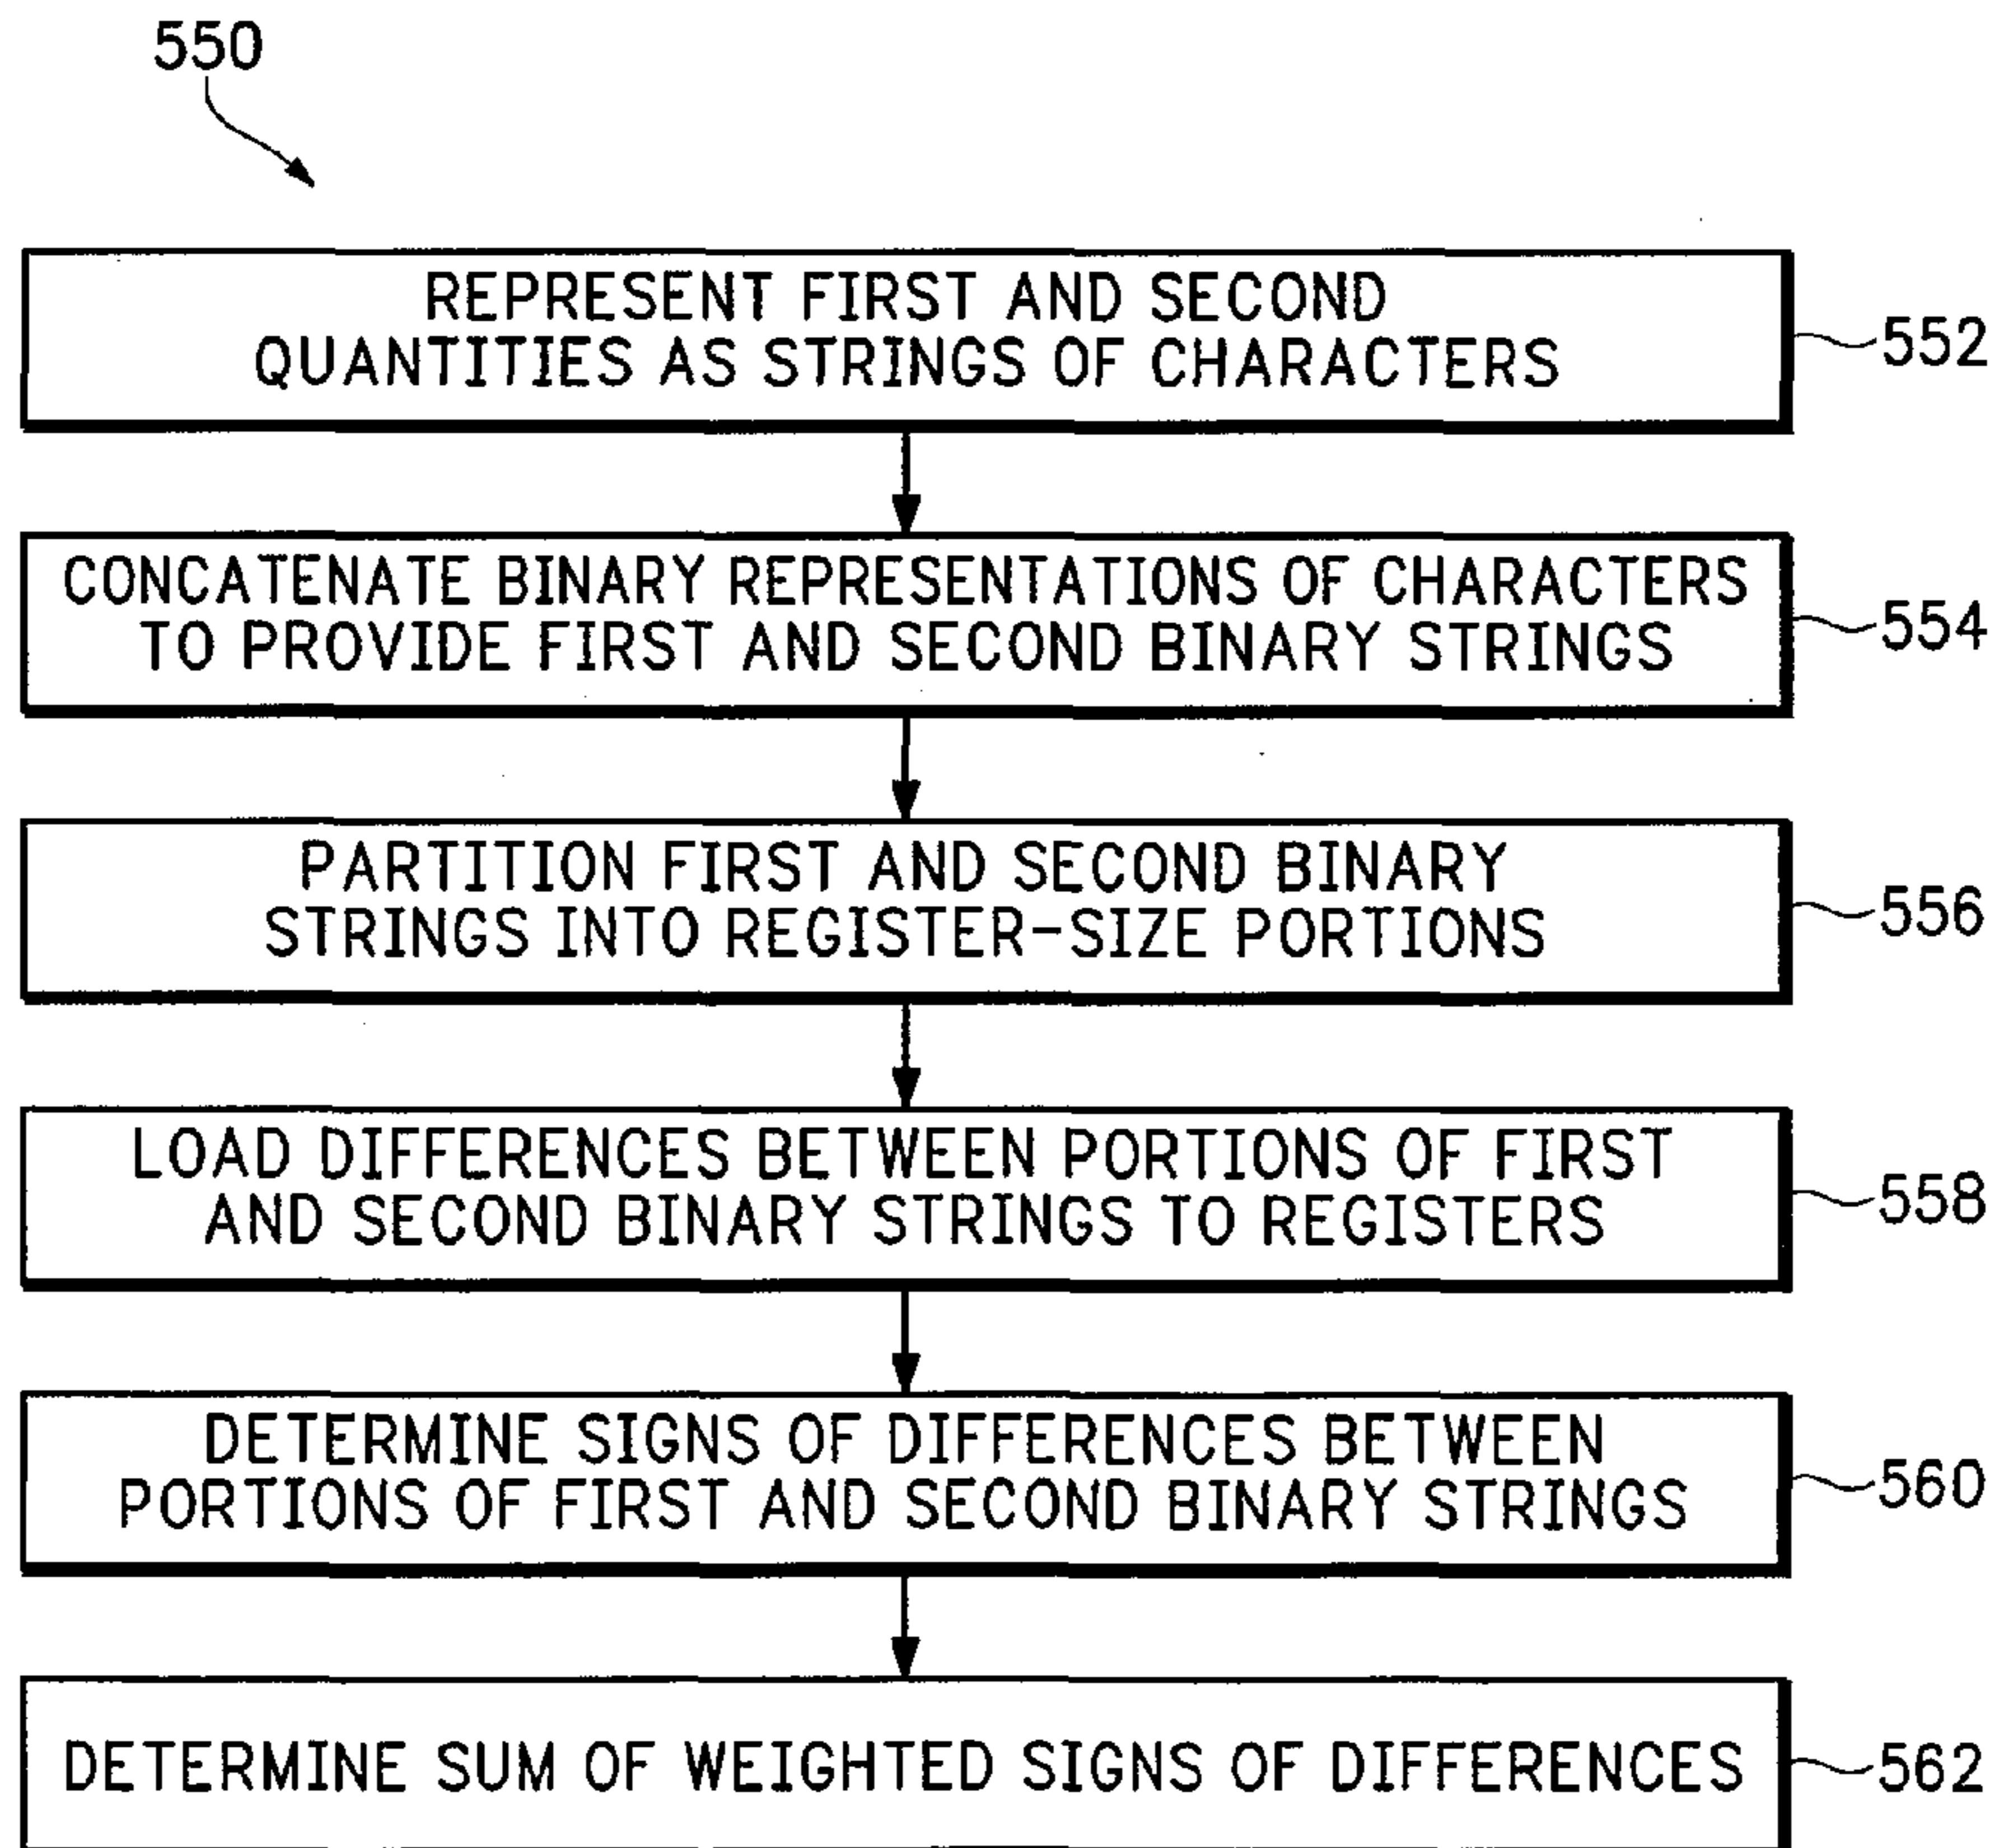 550
REPRESENT FIRST AND SECOND
QUANTITIES AS STRINGS OF CHARACTERS
552
CONCATENATE BINARY REPRESENTATIONS OF CHARACTERS
TO PROVIDE FIRST AND SECOND BINARY STRINGS
554
PARTITION FIRST AND SECOND BINARY
STRINGS INTO REGISTER-SIZE PORTIONS
556
LOAD DIFFERENCES BETWEEN PORTIONS OF FIRST
AND SECOND BINARY STRINGS TO REGISTERS
558
DETERMINE SIGNS OF DIFFERENCES BETWEEN
PORTIONS OF FIRST AND SECOND BINARY STRINGS
560
DETERMINE SUM OF WEIGHTED SIGNS OF DIFFERENCES
562